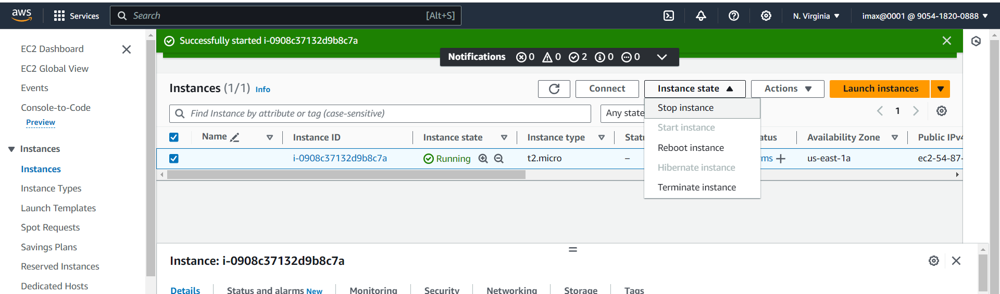 aws Services Search [Alt+S] N. Virginia imax@0001 @ 9054-1820-0888
EC2 Dashboard
EC2 Global View
Events
Console-to-Code
Preview
Instances
Instances
Instance Types
Launch Templates
Spot Requests
Savings Plans
Reserved Instances
Dedicated Hosts
Successfully started i-0908c37132d9b8c7a
Notifications 0 0 2 0 0
Instances (1/1) Info Connect Instance state Actions Launch instances
Find Instance by attribute or tag (case-sensitive) Any state 1
Stop instance
Start instance
Reboot instance
Hibernate instance
Terminate instance
Name Instance ID Instance state Instance type Statu atus Availability Zone Public IPv4
i-0908c37132d9b8c7a Running t2.micro – ms + us-east-1a ec2-54-87-
Instance: i-0908c37132d9b8c7a
Details Status and alarms New Monitoring Security Networking Storage Tags